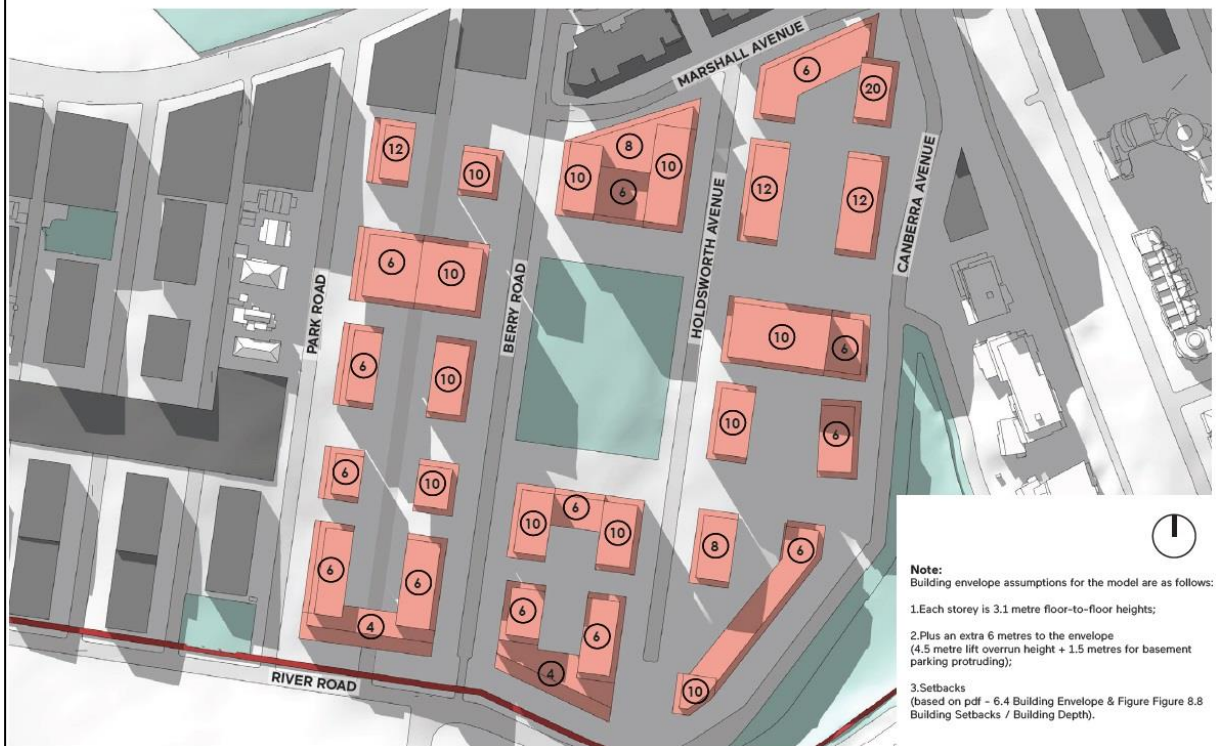 MARSHALL AVENUE
6
20
12
10
8
10
10
6
12
12
CANBERRA AVENUE
HOLDSWORTH AVENUE
6
10
PARK ROAD
BERRY ROAD
10
6
6
10
10
6
6
10
10
6
10
8
6
6
6
6
6
4
4
10
RIVER ROAD
Note:
Building envelope assumptions for the model are as follows:
1.Each storey is 3.1 metre floor-to-floor heights;
2.Plus an extra 6 metres to the envelope
(4.5 metre lift overrun height + 1.5 metres for basement
parking protruding);
3.Setbacks
(based on pdf - 6.4 Building Envelope & Figure Figure 8.8
Building Setbacks / Building Depth).